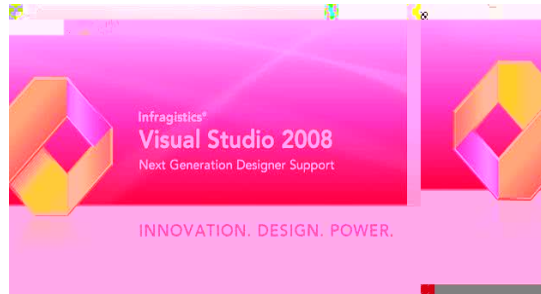 Infragistics®
Visual Studio 2008
Next Generation Designer Support
INNOVATION. DESIGN. POWER.